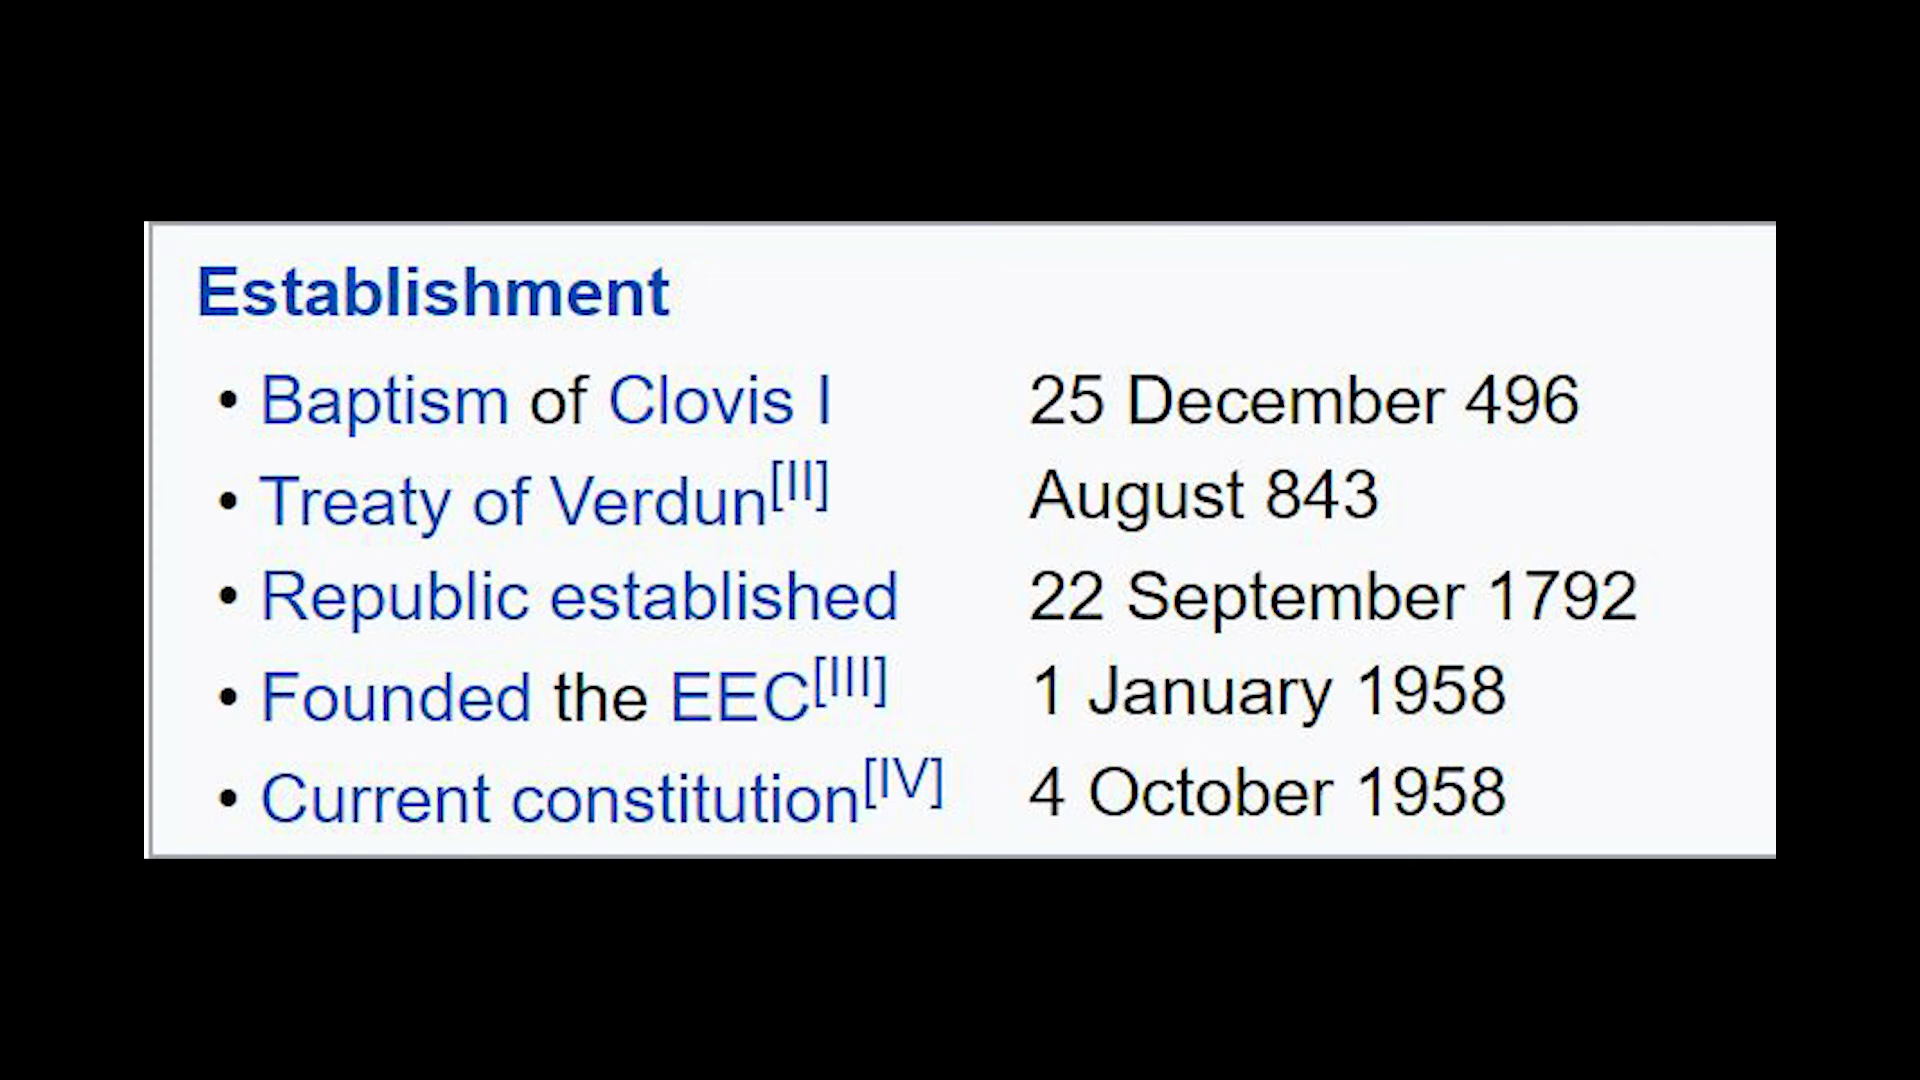 Establishment
• Baptism of Clovis I 25 December 496
• Treaty of Verdun[II] August 843
• Republic established 22 September 1792
• Founded the EEC[III] 1 January 1958
• Current constitution[IV] 4 October 1958